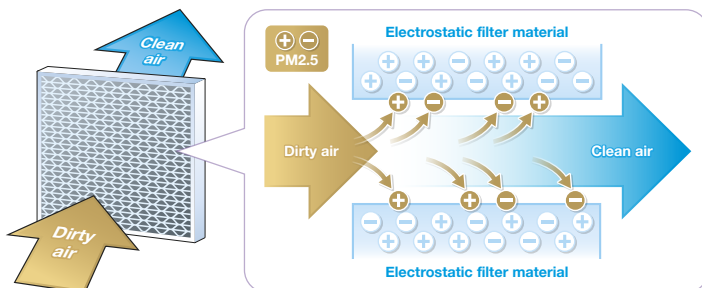 Clean
air
Dirty
air
PM2.5
Electrostatic filter material
Dirty air
Clean air
Electrostatic filter material